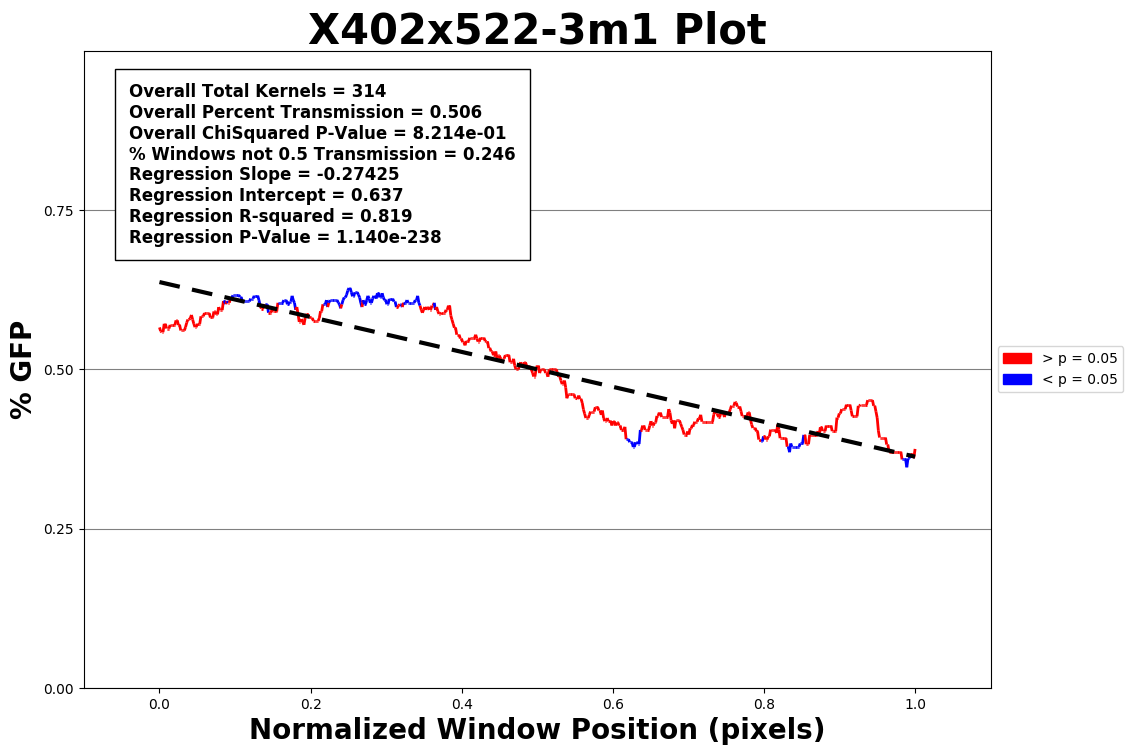 X402x522-3m1 Plot
Overall Total Kernels = 314
Overall Percent Transmission = 0.506
Overall ChiSquared P-Value = 8.214e-01
% Windows not 0.5 Transmission = 0.246
Regression Slope = -0.27425
Regression Intercept = 0.637
Regression R-squared = 0.819
Regression P-Value = 1.140e-238
% GFP
0.75
0.50
0.25
0.00
> p = 0.05
< p = 0.05
0.0 0.2 0.4 0.6 0.8 1.0
Normalized Window Position (pixels)